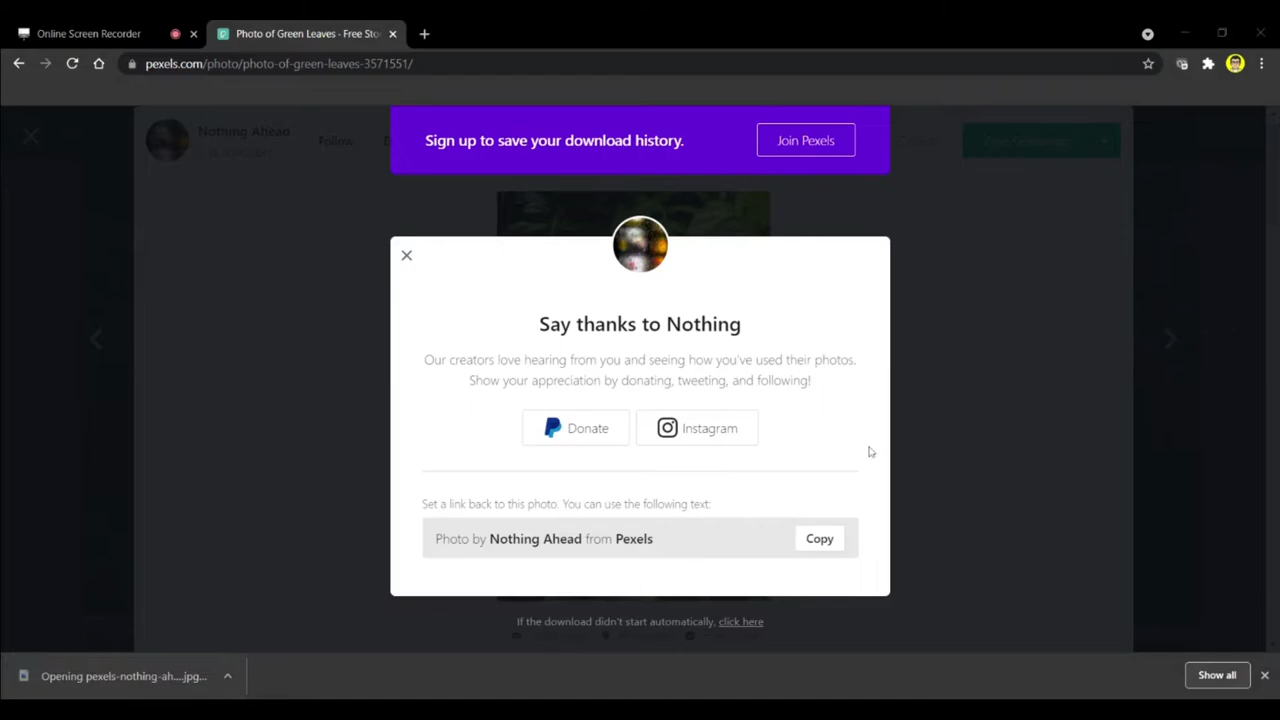 Online Screen Recorder
Photo of Green Leaves - Free Sto
pexels.com/photo/photo-of-green-leaves-3571551/
Nothing Ahead
Follow
Sign up to save your download history.
Join Pexels
Say thanks to Nothing
Our creators love hearing from you and seeing how you've used their photos.
Show your appreciation by donating, tweeting, and following!
Donate
Instagram
Set a link back to this photo. You can use the following text:
Photo by Nothing Ahead from Pexels
Copy
If the download didn't start automatically, click here
Opening pexels-nothing-ah....jpg...
Show all